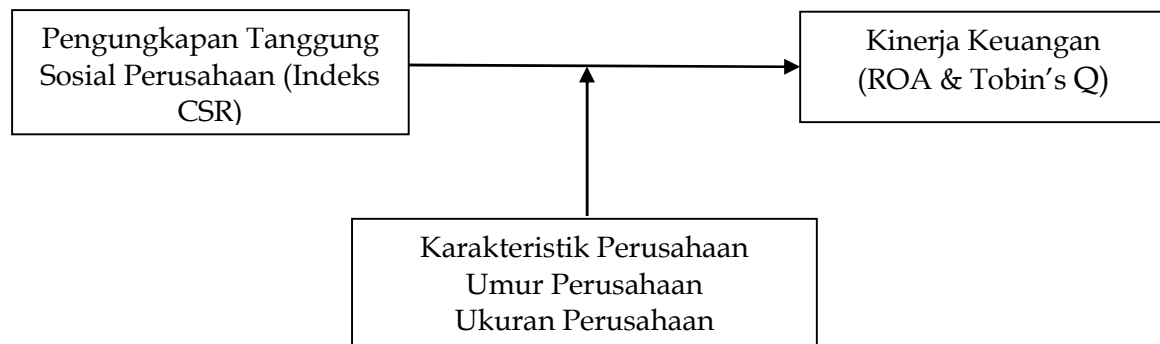 Pengungkapan Tanggung
Sosial Perusahaan (Indeks
CSR)
Kinerja Keuangan
(ROA & Tobin’s Q)
Karakteristik Perusahaan
Umur Perusahaan
Ukuran Perusahaan